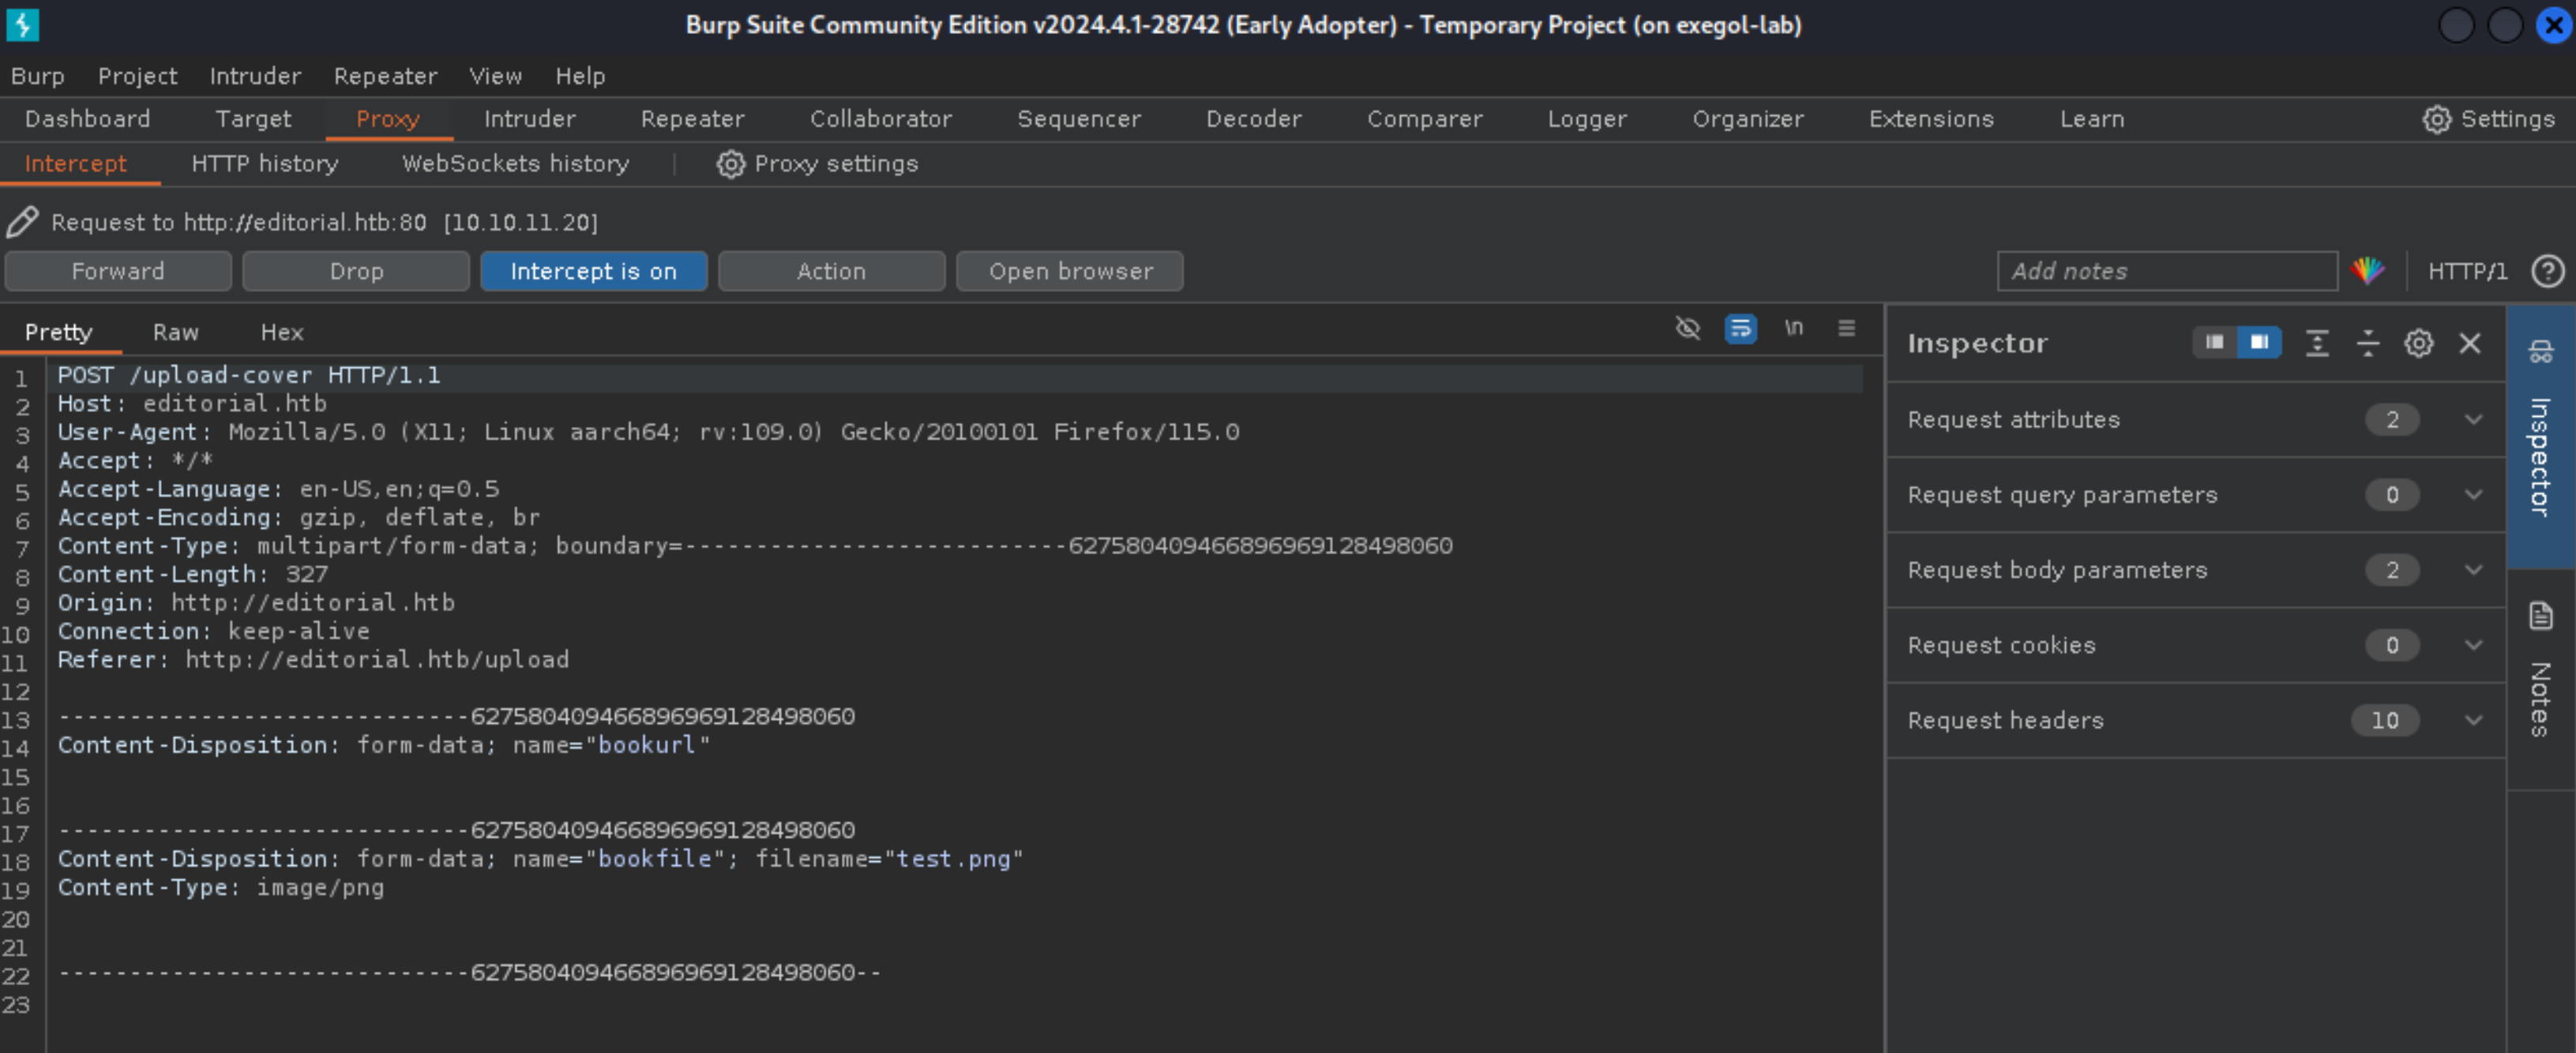 Burp Suite Community Edition v2024.4.1-28742 (Early Adopter) - Temporary Project (on exegol-lab)
Burp Project Intruder Repeater View Help
Dashboard Target Proxy Intruder Repeater Collaborator Sequencer Decoder Comparer Logger Organizer Extensions Learn Settings
Intercept HTTP history WebSockets history Proxy settings
Request to http://editorial.htb:80 [10.10.11.20]
Forward Drop Intercept is on Action Open browser Add notes HTTP/1 ?
Pretty Raw Hex \n
1 POST /upload-cover HTTP/1.1
2 Host: editorial.htb
3 User-Agent: Mozilla/5.0 (X11; Linux aarch64; rv:109.0) Gecko/20100101 Firefox/115.0
4 Accept: */*
5 Accept-Language: en-US,en;q=0.5
6 Accept-Encoding: gzip, deflate, br
7 Content-Type: multipart/form-data; boundary=---------------------------62758040946689696912849806​0
8 Content-Length: 327
9 Origin: http://editorial.htb
10 Connection: keep-alive
11 Referer: http://editorial.htb/upload
12
13 -----------------------------627580409466896969128498060
14 Content-Disposition: form-data; name="bookurl"
15
16
17 -----------------------------627580409466896969128498060
18 Content-Disposition: form-data; name="bookfile"; filename="test.png"
19 Content-Type: image/png
20
21
22 -----------------------------627580409466896969128498060--
23
Inspector
Request attributes 2
Request query parameters 0
Request body parameters 2
Request cookies 0
Request headers 10
Inspector
Notes